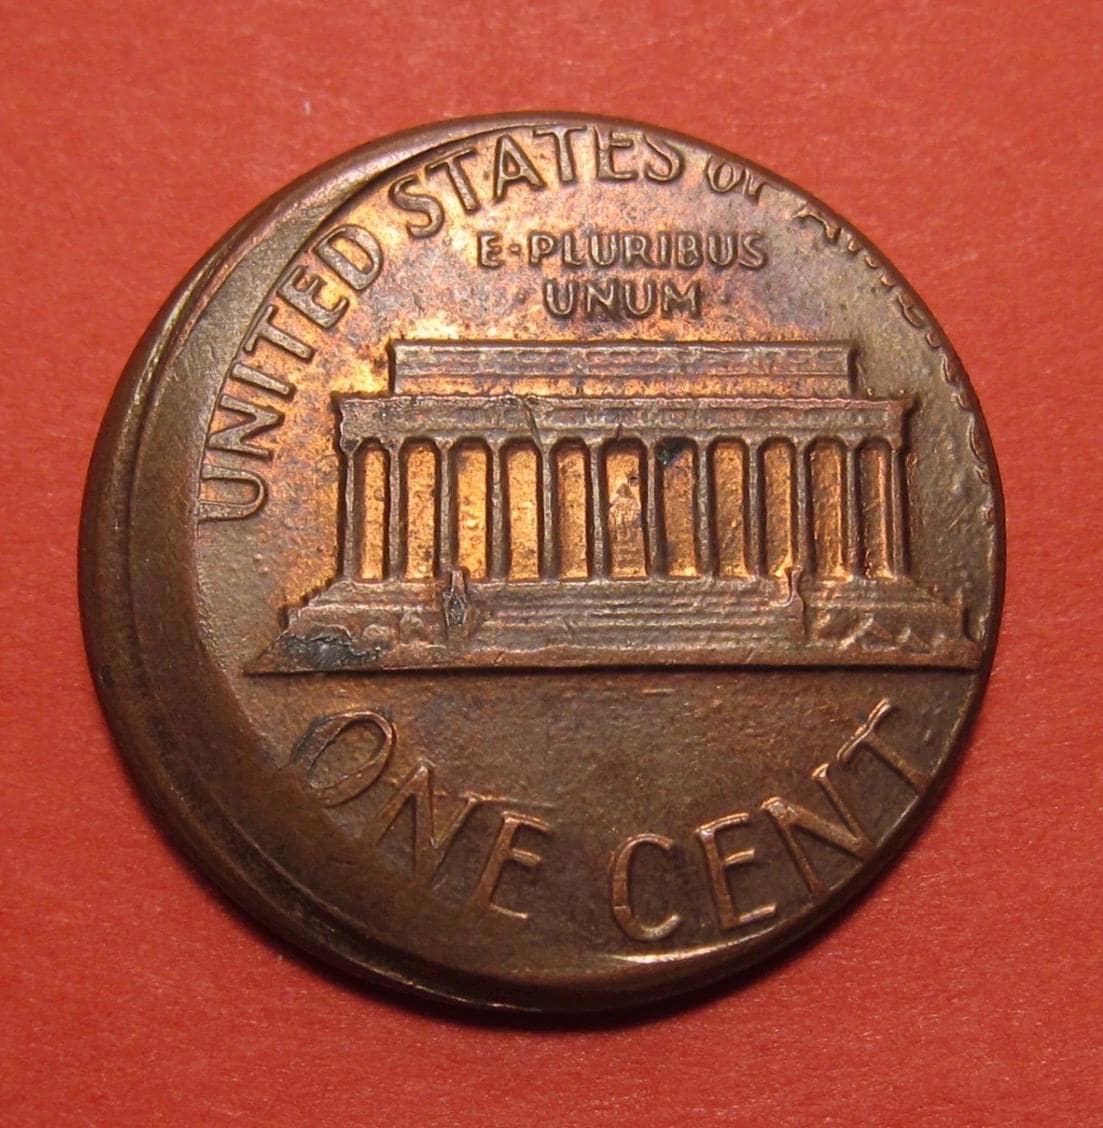 UNITED STATES OF
E·PLURIBUS
UNUM
ONE CENT